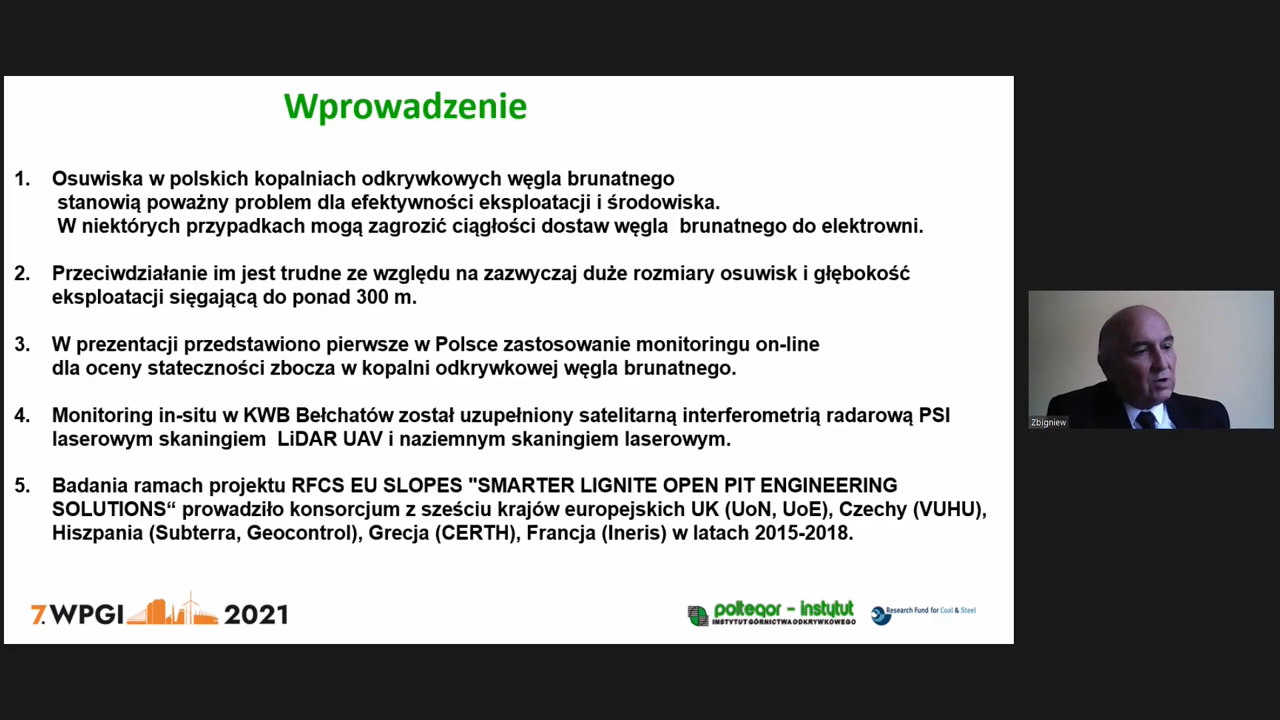 Wprowadzenie
1. Osuwiska w polskich kopalniach odkrywkowych węgla brunatnego
stanowią poważny problem dla efektywności eksploatacji i środowiska.
W niektórych przypadkach mogą zagrozić ciągłości dostaw węgla brunatnego do elektrowni.
2. Przeciwdziałanie im jest trudne ze względu na zazwyczaj duże rozmiary osuwisk i głębokość
eksploatacji sięgającą do ponad 300 m.
3. W prezentacji przedstawiono pierwsze w Polsce zastosowanie monitoringu on-line
dla oceny stateczności zbocza w kopalni odkrywkowej węgla brunatnego.
4. Monitoring in-situ w KWB Bełchatów został uzupełniony satelitarną interferometrią radarową PSI
laserowym skaningiem LiDAR UAV i naziemnym skaningiem laserowym.
5. Badania ramach projektu RFCS EU SLOPES "SMARTER LIGNITE OPEN PIT ENGINEERING
SOLUTIONS“ prowadziło konsorcjum z sześciu krajów europejskich UK (UoN, UoE), Czechy (VUHU),
Hiszpania (Subterra, Geocontrol), Grecja (CERTH), Francja (Ineris) w latach 2015-2018.
Zbigniew
7. WPGI 2021
poltegor - instytut
INSTYTUT GÓRNICTWA ODKRYWKOWEGO
Research Fund for Coal & Steel